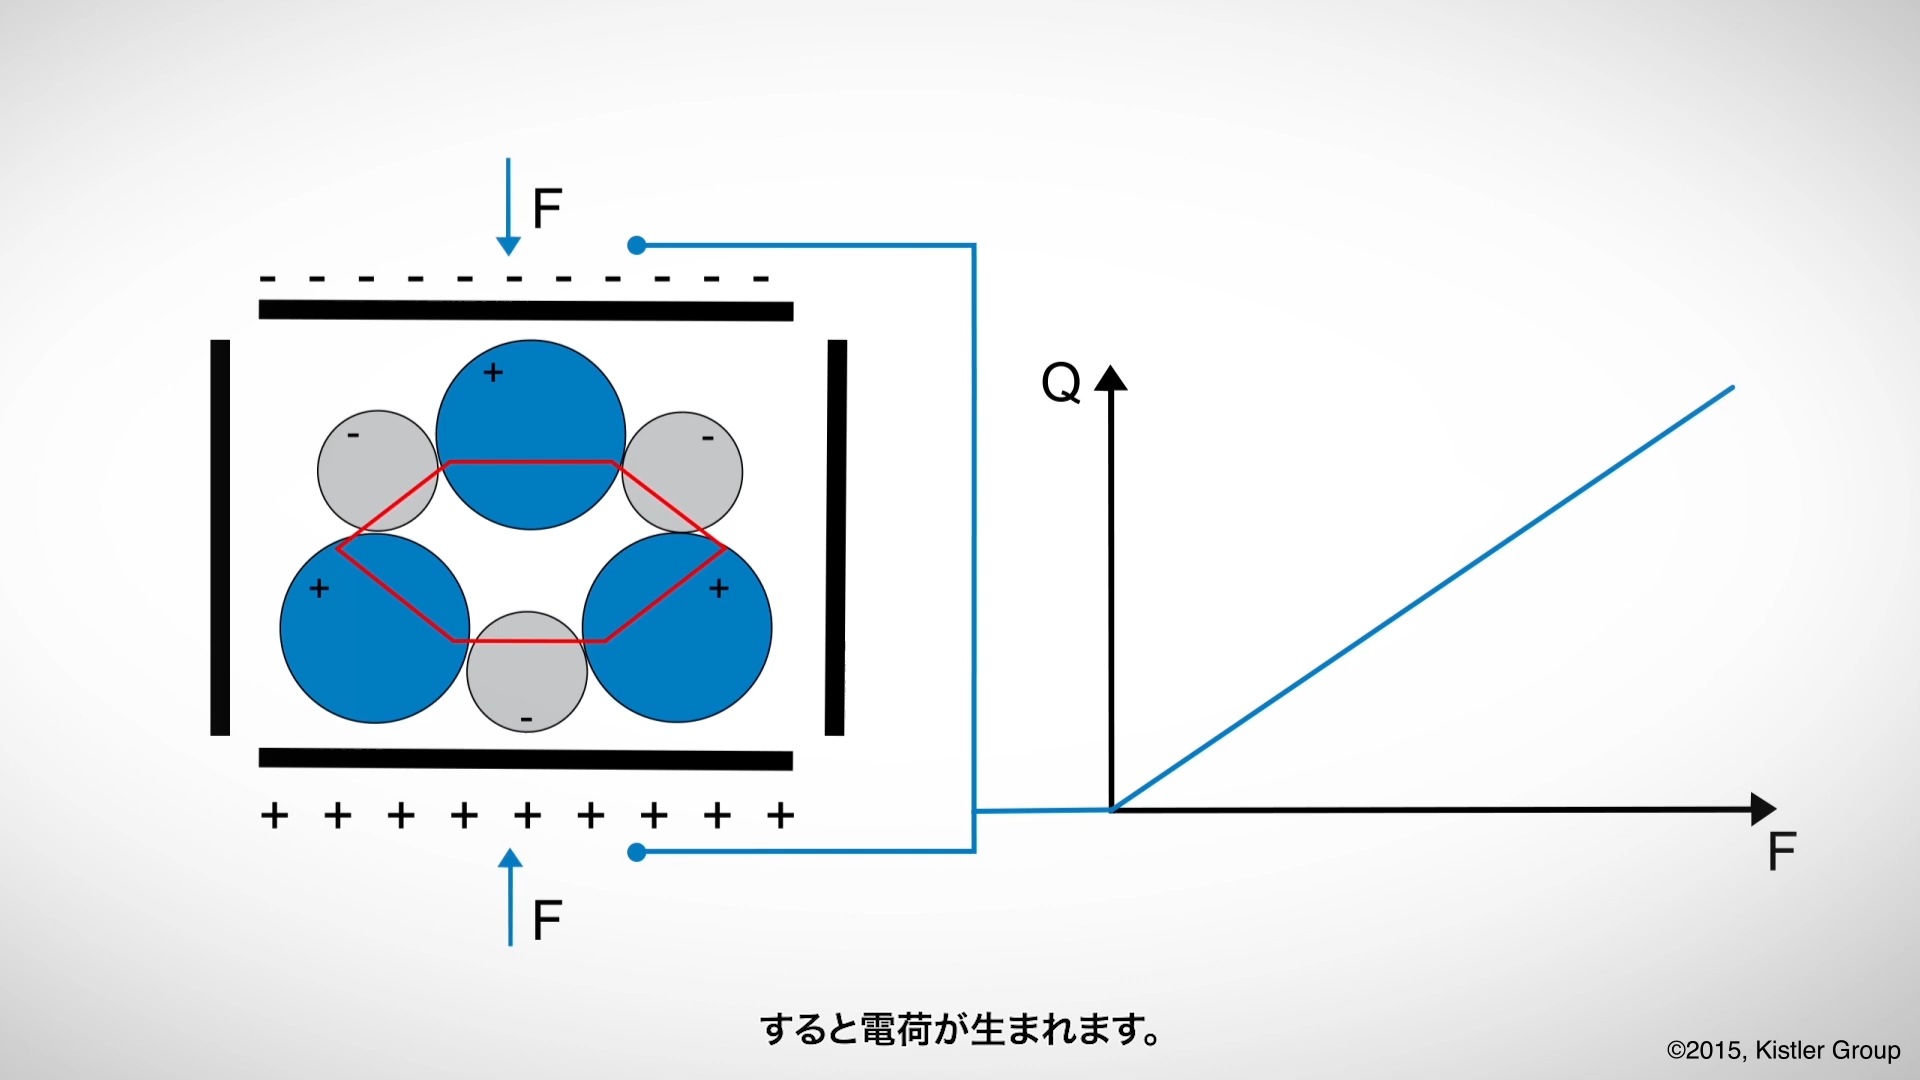 F
- - - - - - - - - - -
+
- -
Q
+ +
-
+ + + + + + + + +
F
F
すると電荷が生まれます。
©2015, Kistler Group